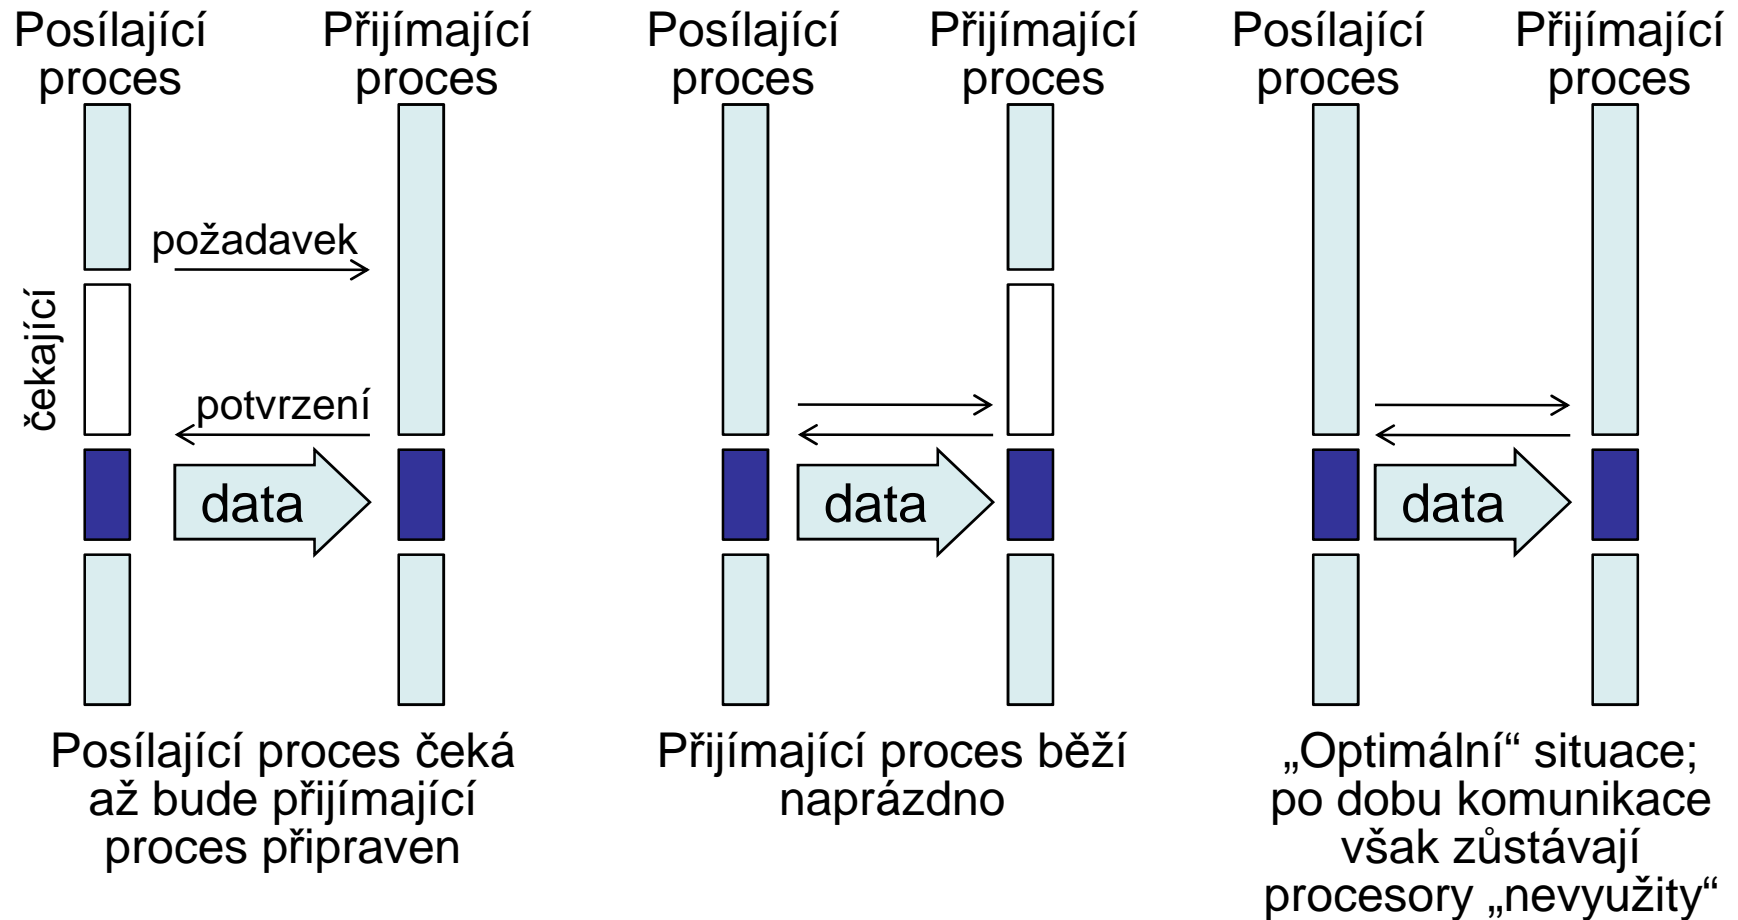 Posílající
proces
Přijímající
proces
čekající
požadavek
potvrzení
data
Posílající proces čeká
až bude přijímající
proces připraven
Posílající
proces
Přijímající
proces
data
Přijímající proces běží
naprázdno
Posílající
proces
Přijímající
proces
data
„Optimální“ situace;
po dobu komunikace
však zůstávají
procesory „nevyužity“